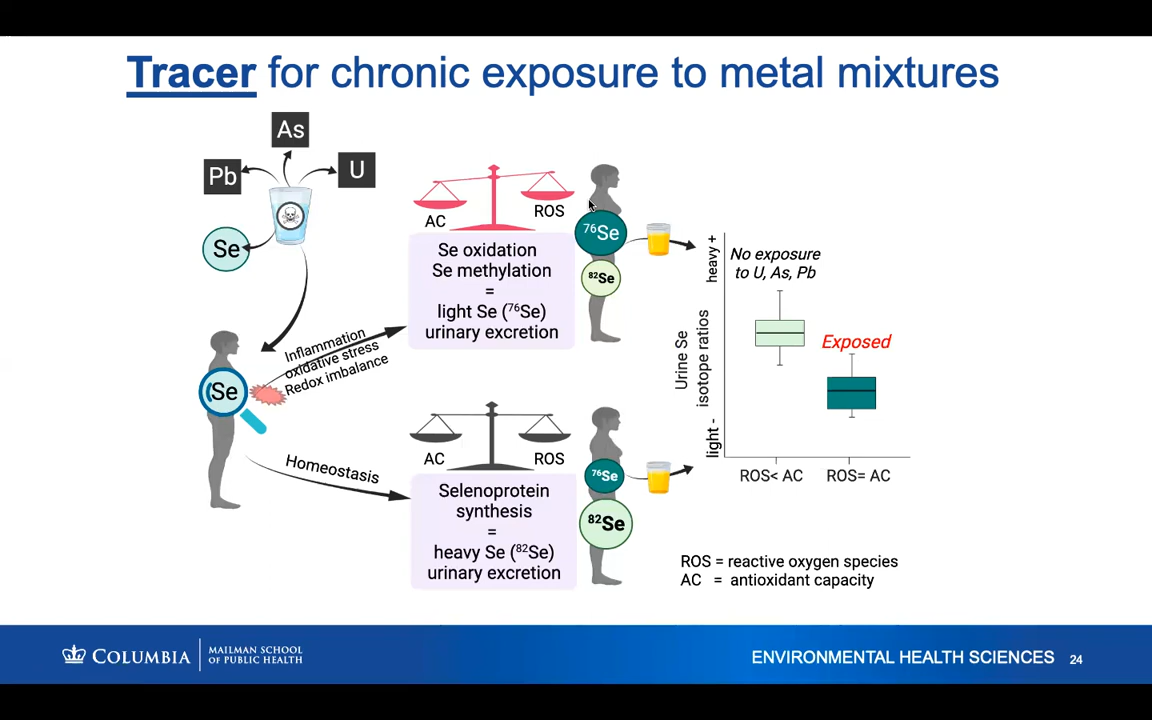 Tracer for chronic exposure to metal mixtures
As
Pb
U
Se
Se
Inflammation
oxidative stress
Redox imbalance
Homeostasis
AC
ROS
Se oxidation
Se methylation
=
light Se (⁷⁶Se)
urinary excretion
⁷⁶Se
⁸²Se
AC
ROS
Selenoprotein
synthesis
=
heavy Se (⁸²Se)
urinary excretion
⁷⁶Se
⁸²Se
Urine Se
isotope ratios
light - heavy +
No exposure
to U, As, Pb
Exposed
ROS< AC
ROS= AC
ROS = reactive oxygen species
AC = antioxidant capacity
COLUMBIA
MAILMAN SCHOOL
OF PUBLIC HEALTH
ENVIRONMENTAL HEALTH SCIENCES 24